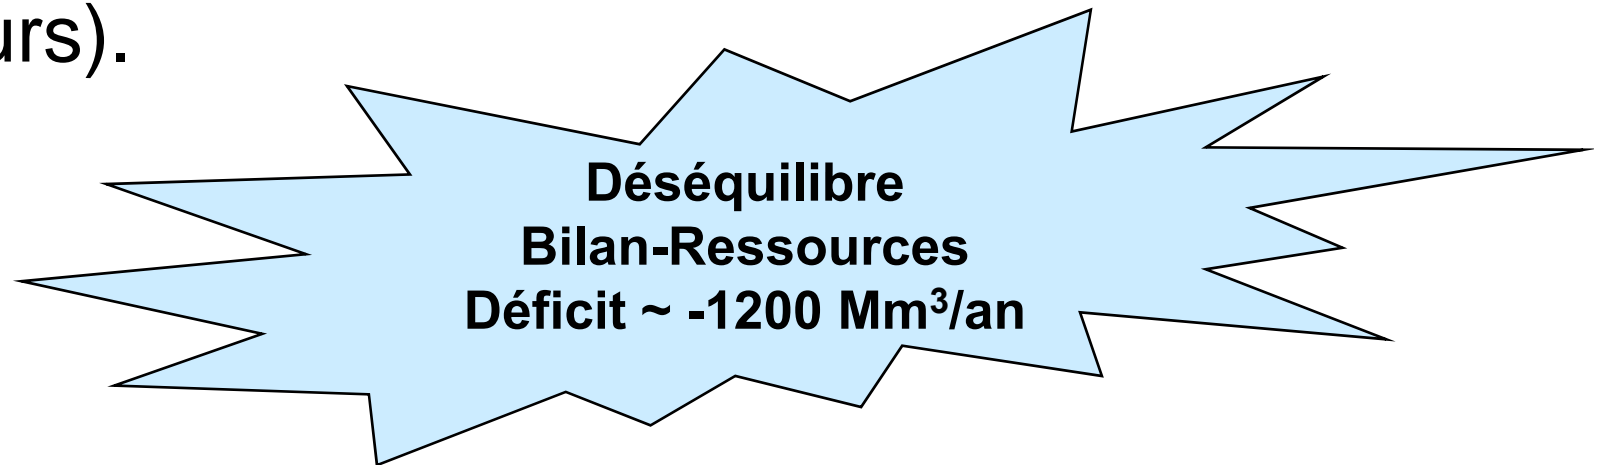 urs).
Déséquilibre
Bilan-Ressources
Déficit ~ -1200 Mm³/an